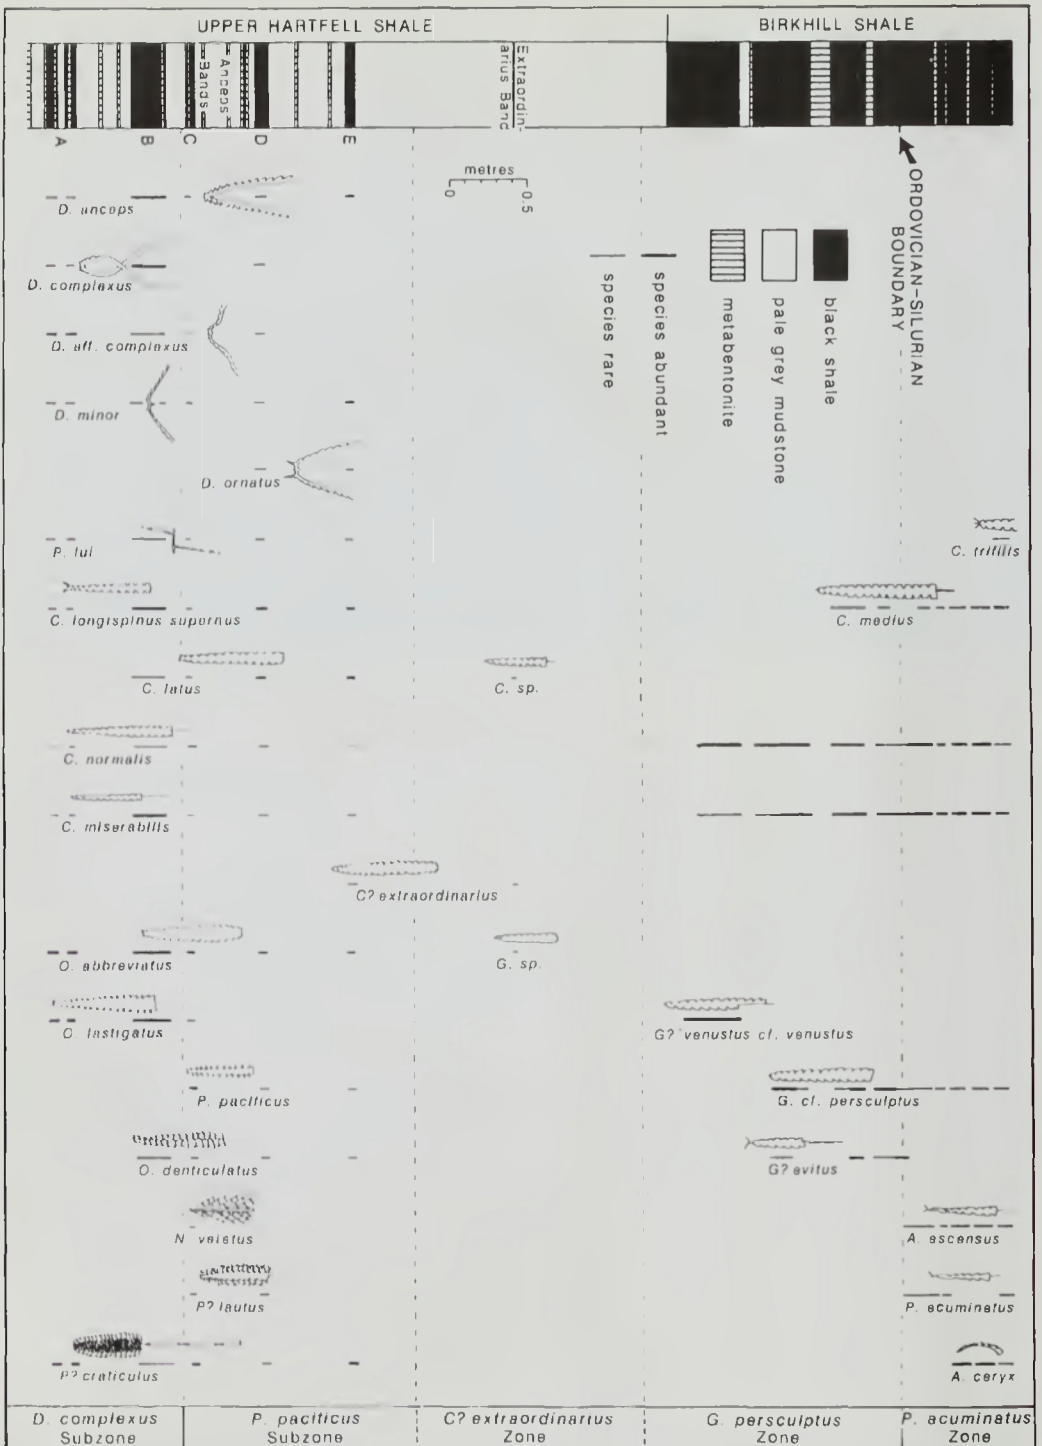 UPPER HARTFELL SHALE
BIRKHILL SHALE
Anceps
Bands
Extraordin-
arius Band
A
B
C
D
E
metres
0
0.5
ORDOVICIAN-SILURIAN
BOUNDARY
black shale
pale grey mudstone
metabentonite
species abundant
species rare
D. anceps
D. complexus
D. aff. complexus
D. minor
D. ornatus
P. lui
C. trifilis
C. longispinus supernus
C. medius
C. latus
C. sp.
C. normalis
C. miserabilis
C? extraordinarius
O. abbreviatus
G. sp.
O. fastigatus
G? venustus cf. venustus
P. pacificus
G. cf. persculptus
O. denticulatus
G? avitus
N. velatus
A. ascensus
P? lautus
P. acuminatus
P? craticulus
A. ceryx
D. complexus
Subzone
P. pacificus
Subzone
C? extraordinarius
Zone
G. persculptus
Zone
P. acuminatus
Zone